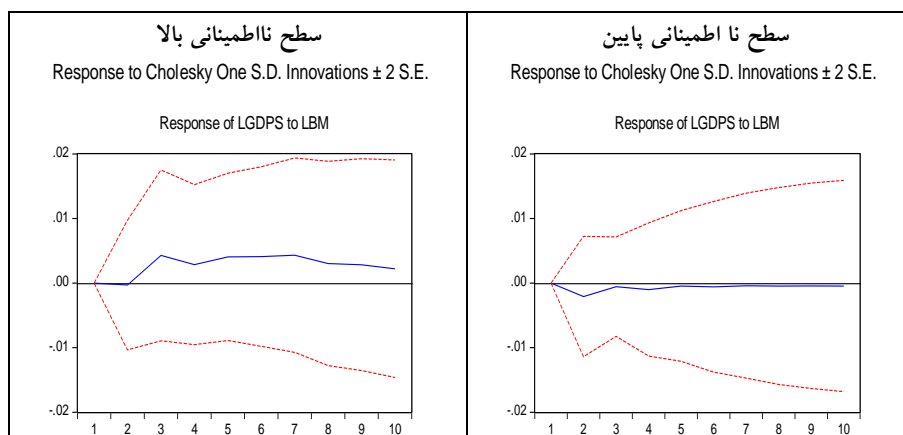 سطح نااطمینانی بالا
Response to Cholesky One S.D. Innovations ± 2 S.E.
Response of LGDPS to LBM
.02
.01
.00
-.01
-.02
1 2 3 4 5 6 7 8 9 10
سطح نا اطمینانی پایین
Response to Cholesky One S.D. Innovations ± 2 S.E.
Response of LGDPS to LBM
.02
.01
.00
-.01
-.02
1 2 3 4 5 6 7 8 9 10